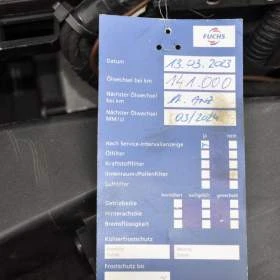 FUCHS
Datum 13.03.2023
Ölwechsel bei km 141.000
Nächster Ölwechsel
bei km
Nächster Ölwechsel
MM/JJ 03/2024
ja nein
Nach Service-Intervallanzeige
Ölfilter
Kraftstofffilter
Innenraum-/Pollenfilter
Luftfilter
kontrolliert aufgefüllt gewechselt
Getriebeöle
Hinterachsöle
Bremsflüssigkeit
Kühlerfrostschutz
Frostschutz bis